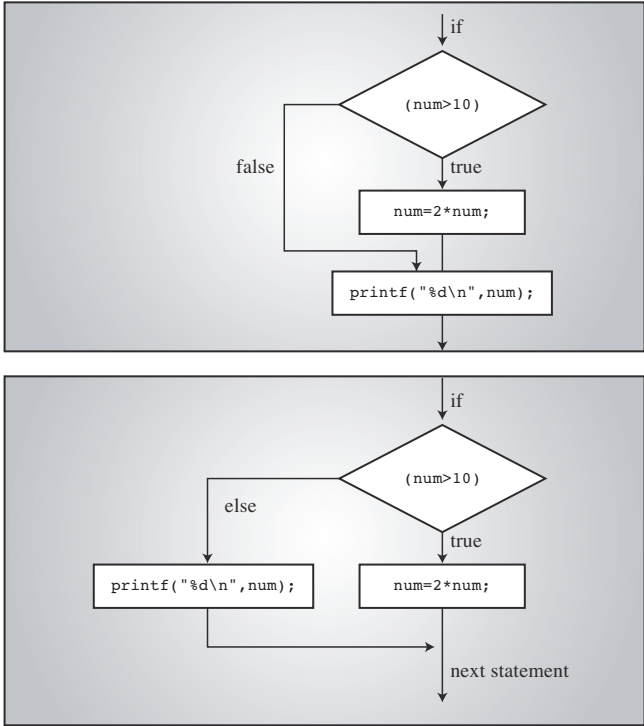 if
(num>10)
false
true
num=2*num;
printf("%d\n",num);
if
(num>10)
else
true
printf("%d\n",num);
num=2*num;
next statement